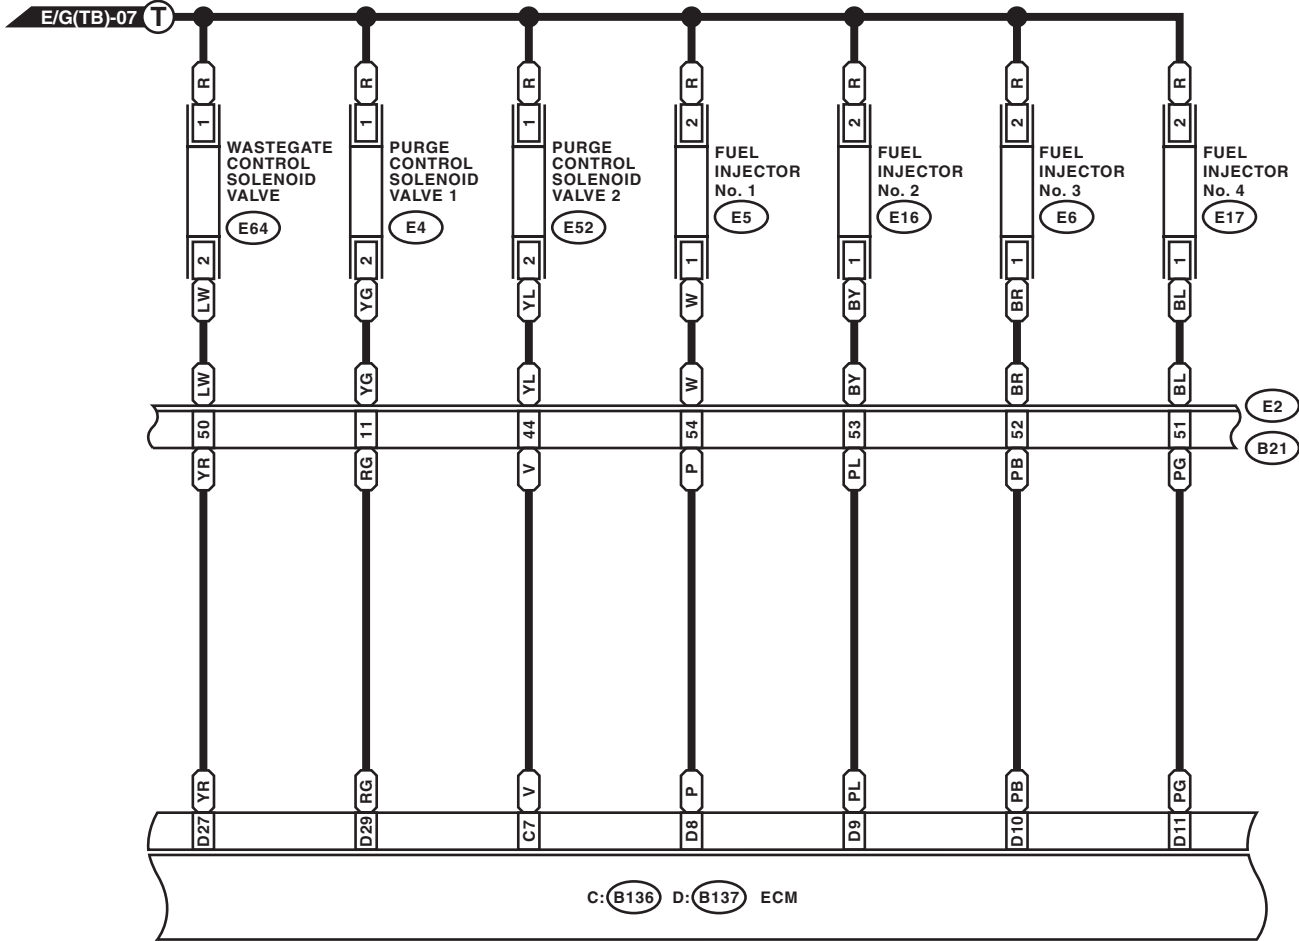 E/G(TB)-07 T
R R R R R R R
1 1 1 2 2 2 2
WASTEGATE
CONTROL
SOLENOID
VALVE
E64
PURGE
CONTROL
SOLENOID
VALVE 1
E4
PURGE
CONTROL
SOLENOID
VALVE 2
E52
FUEL
INJECTOR
No. 1
E5
FUEL
INJECTOR
No. 2
E16
FUEL
INJECTOR
No. 3
E6
FUEL
INJECTOR
No. 4
E17
2 2 2 1 1 1 1
LW YG YL W BY BR BL
LW YG YL W BY BR BL
E2
50 11 44 54 53 52 51
B21
YR RG V P PL PB PG
YR RG V P PL PB PG
D27 D29 C7 D8 D9 D10 D11
C: B136 D: B137 ECM